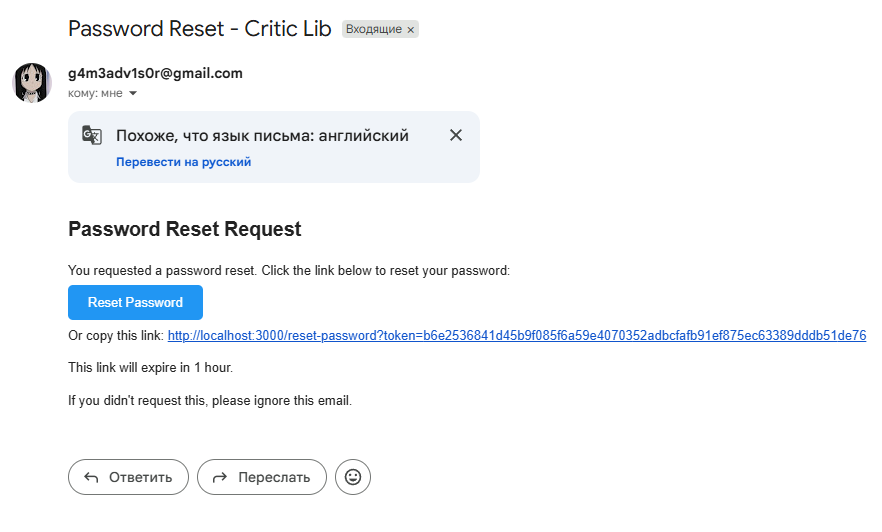 Password Reset - Critic Lib Входящие ×
g4m3adv1s0r@gmail.com
кому: мне
Похоже, что язык письма: английский
Перевести на русский
Password Reset Request
You requested a password reset. Click the link below to reset your password:
Reset Password
Or copy this link: http://localhost:3000/reset-password?token=b6e2536841d45b9f085f6a59e4070352adbcfafb91ef875ec63389dddb51de76
This link will expire in 1 hour.
If you didn't request this, please ignore this email.
Ответить Переслать